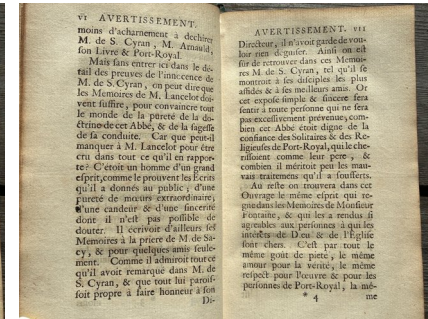 vi AVERTISSEMENT.
moins d'acharnement à dechirer
M. de S. Cyran, M. Arnauld,
son Livre & Port-Royal.
Mais sans entrer ici dans le dé-
tail des preuves de l'innocence de
M. de S. Cyran, on peut dire que
les Memoires de M. Lancelot doi-
vent suffire, pour convaincre tout
le monde de la pureté de la do-
ctrine de cet Abbé, & de la sagesse
de sa conduite. Car que peut-il
manquer à M. Lancelot pour être
cru dans tout ce qu'il en rappor-
te? C'étoit un homme d'un grand
esprit, comme le prouvent les Ecrits
qu'il a donnés au public; d'une
pureté de mœurs extraordinaire;
d'une candeur & d'une sincerité
dont il n'est pas possible de
douter. Il écrivoit d'ailleurs ses
Memoires à la priere de M. de Sa-
cy, & pour quelques amis seule-
ment. Comme il admiroit tout ce
qu'il avoit remarqué dans M. de
S. Cyran, & que tout lui parois-
soit propre à faire honneur à son
Di-
AVERTISSEMENT. vii
Directeur, il n'avoit garde de vou-
loir rien deguiser. Ainsi on est
sûr de retrouver dans ces Memoi-
res M. de S. Cyran, tel qu'il se
montroit à ses disciples les plus
affidés & à ses meilleurs amis. Or
cet exposé simple & sincere fera
sentir à toute personne qui ne sera
pas excessivement prévenue, com-
bien cet Abbé étoit digne de la
confiance des Solitaires & des Re-
ligieuses de Port-Royal, qui le che-
rissoient comme leur pere, &
combien il méritoit peu les mau-
vais traitemens qu'il a soufferts.
Au reste on trouvera dans cet
Ouvrage le même esprit qui re-
gne dans les Memoires de Monsieur
Fontaine, & qui les a rendus si
agreables aux personnes à qui les
intérêts de Dieu & de l'Eglise
sont chers. C'est par tout le
même goût de pieté, le même
amour pour la vérité, le même
respect pour l'œuvre & pour les
personnes de Port-Royal, la mê-
* 4 me